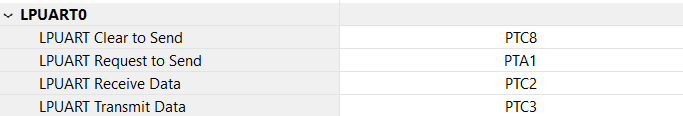 LPUART0
LPUART Clear to Send PTC8
LPUART Request to Send PTA1
LPUART Receive Data PTC2
LPUART Transmit Data PTC3